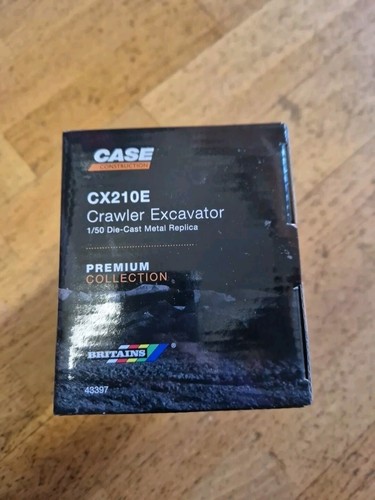 CASE
CONSTRUCTION
CX210E
Crawler Excavator
1/50 Die-Cast Metal Replica
PREMIUM
COLLECTION
BRITAINS
43397